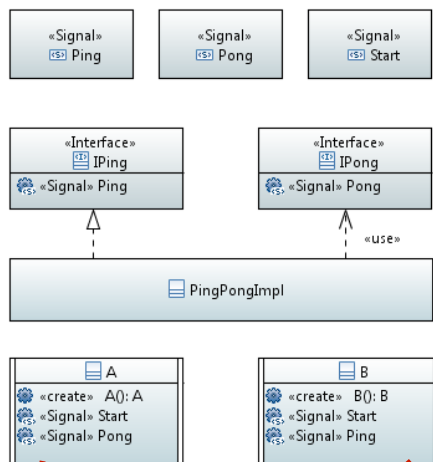 «Signal» «Signal» «Signal»
Ping Pong Start
«Interface» «Interface»
IPing IPong
«Signal» Ping «Signal» Pong
«use»
PingPongImpl
A B
«create» A(): A «create» B(): B
«Signal» Start «Signal» Start
«Signal» Pong «Signal» Ping